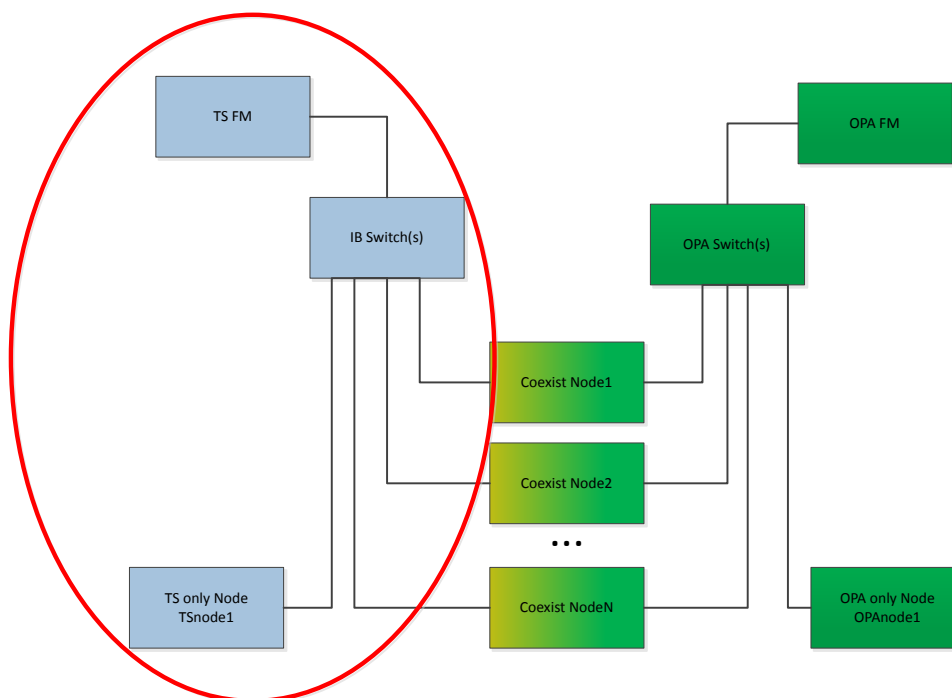 TS FM
OPA FM
IB Switch(s)
OPA Switch(s)
Coexist Node1
Coexist Node2
...
TS only Node
TSnode1
Coexist NodeN
OPA only Node
OPAnode1